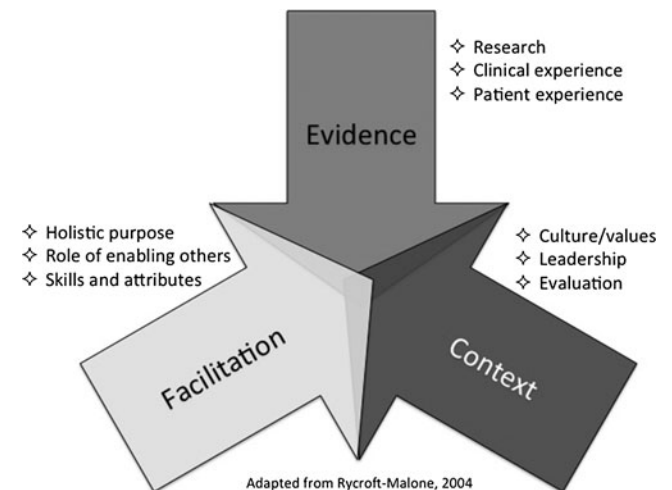 ✧ Research
✧ Clinical experience
✧ Patient experience
Evidence
✧ Holistic purpose
✧ Role of enabling others
✧ Skills and attributes
✧ Culture/values
✧ Leadership
✧ Evaluation
Facilitation
Context
Adapted from Rycroft-Malone, 2004